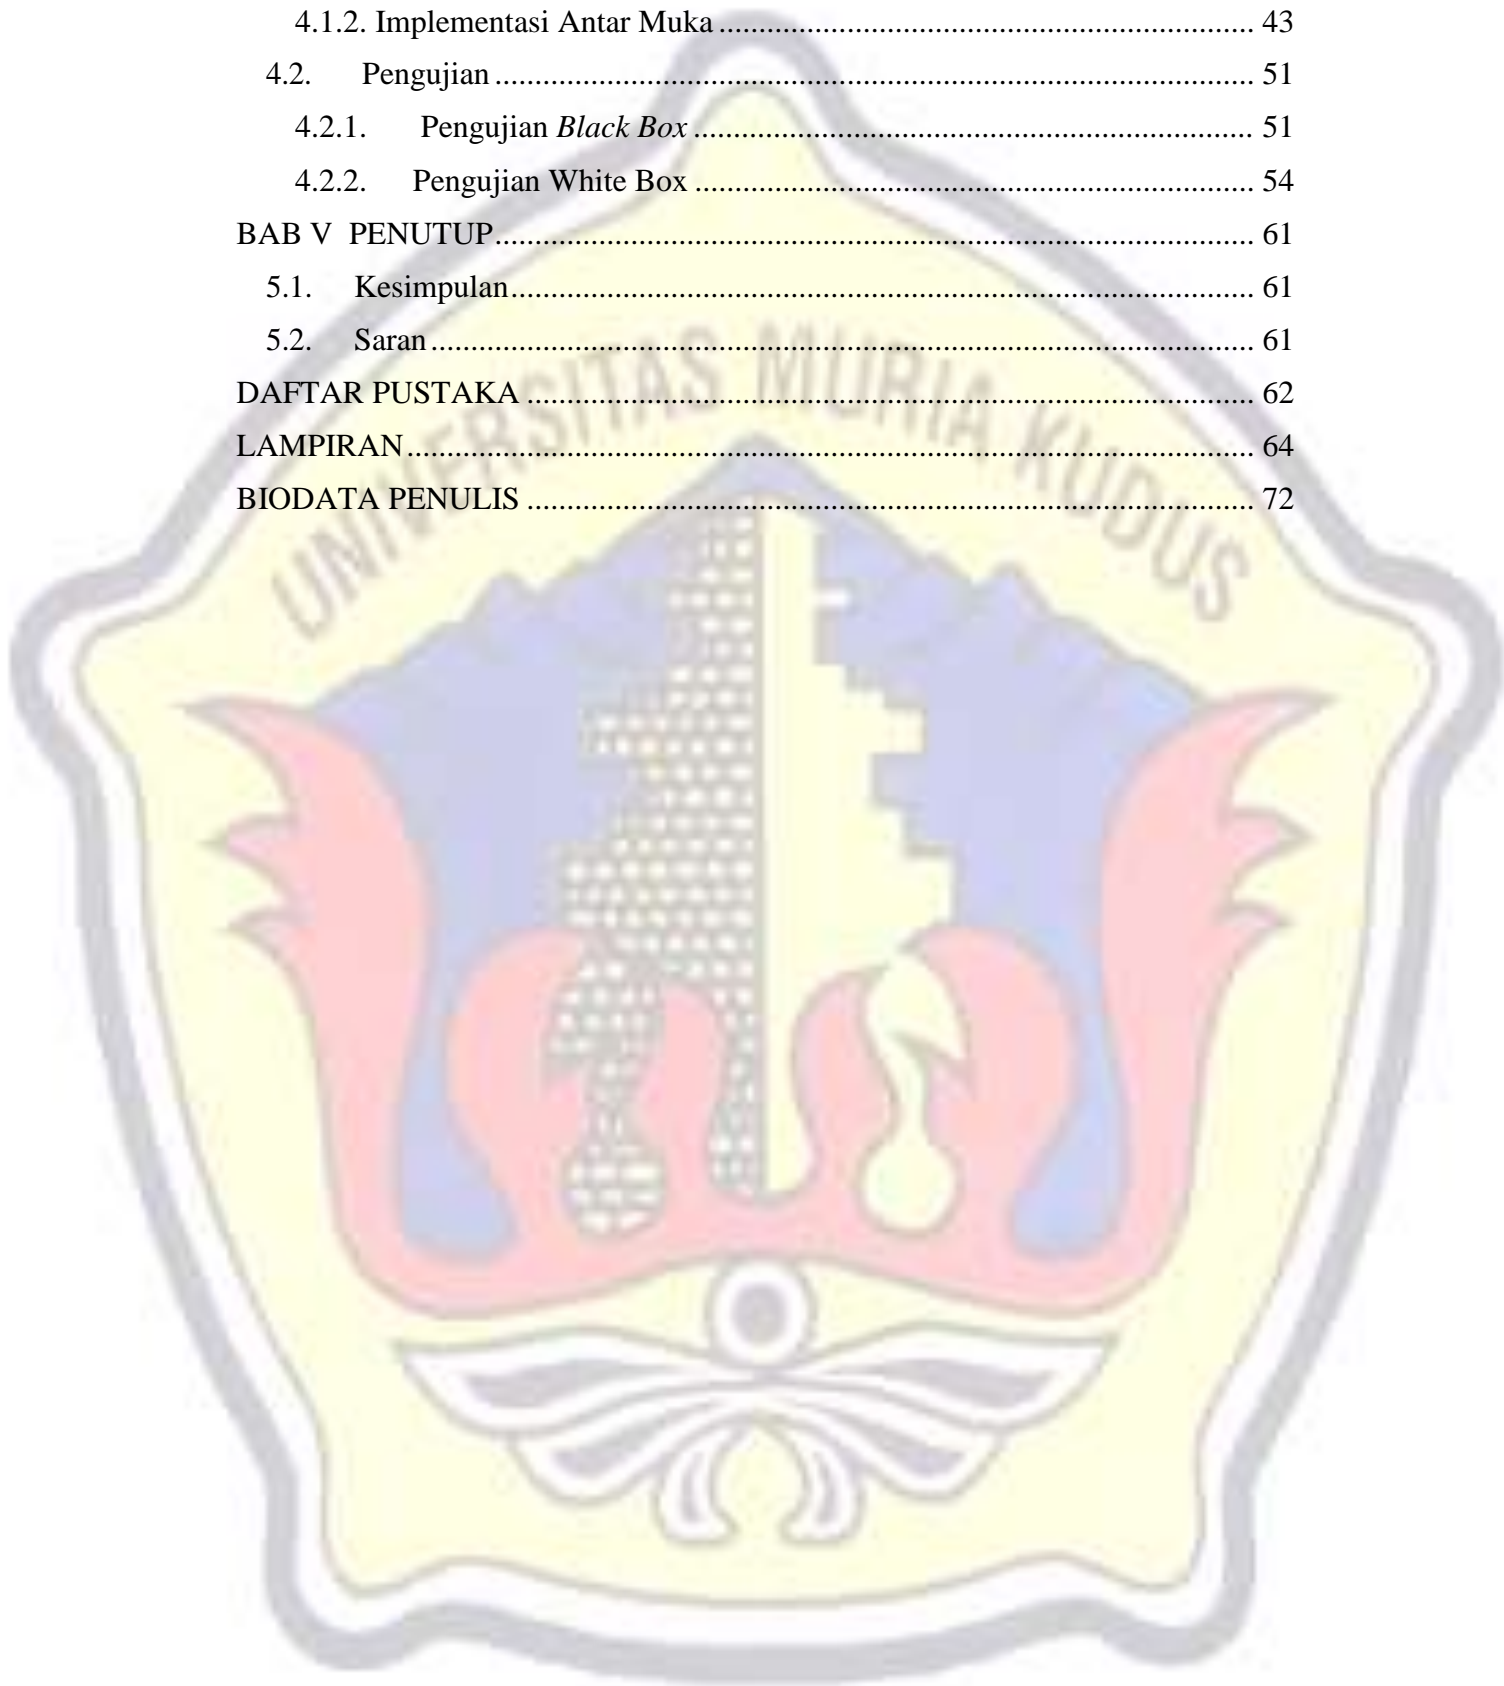 4.1.2. Implementasi Antar Muka ........................................................................ 43
4.2. Pengujian .................................................................................................... 51
4.2.1. Pengujian Black Box ........................................................................... 51
4.2.2. Pengujian White Box ........................................................................... 54
BAB V PENUTUP ................................................................................................... 61
5.1. Kesimpulan ................................................................................................. 61
5.2. Saran ........................................................................................................... 61
DAFTAR PUSTAKA ............................................................................................... 62
LAMPIRAN ............................................................................................................. 64
BIODATA PENULIS ............................................................................................... 72
UNIVERSITAS MURIA KUDUS